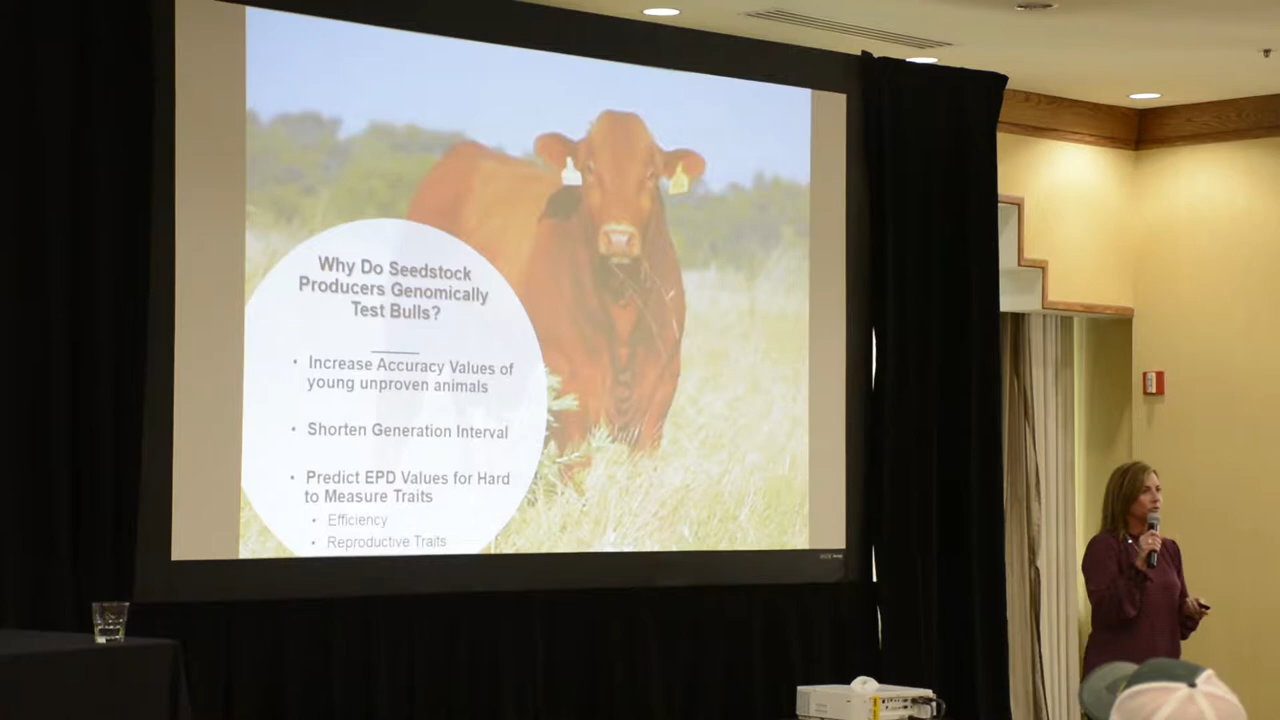 Why Do Seedstock
Producers Genomically
Test Bulls?
• Increase Accuracy Values of
young unproven animals
• Shorten Generation Interval
• Predict EPD Values for Hard
to Measure Traits
• Efficiency
• Reproductive Traits